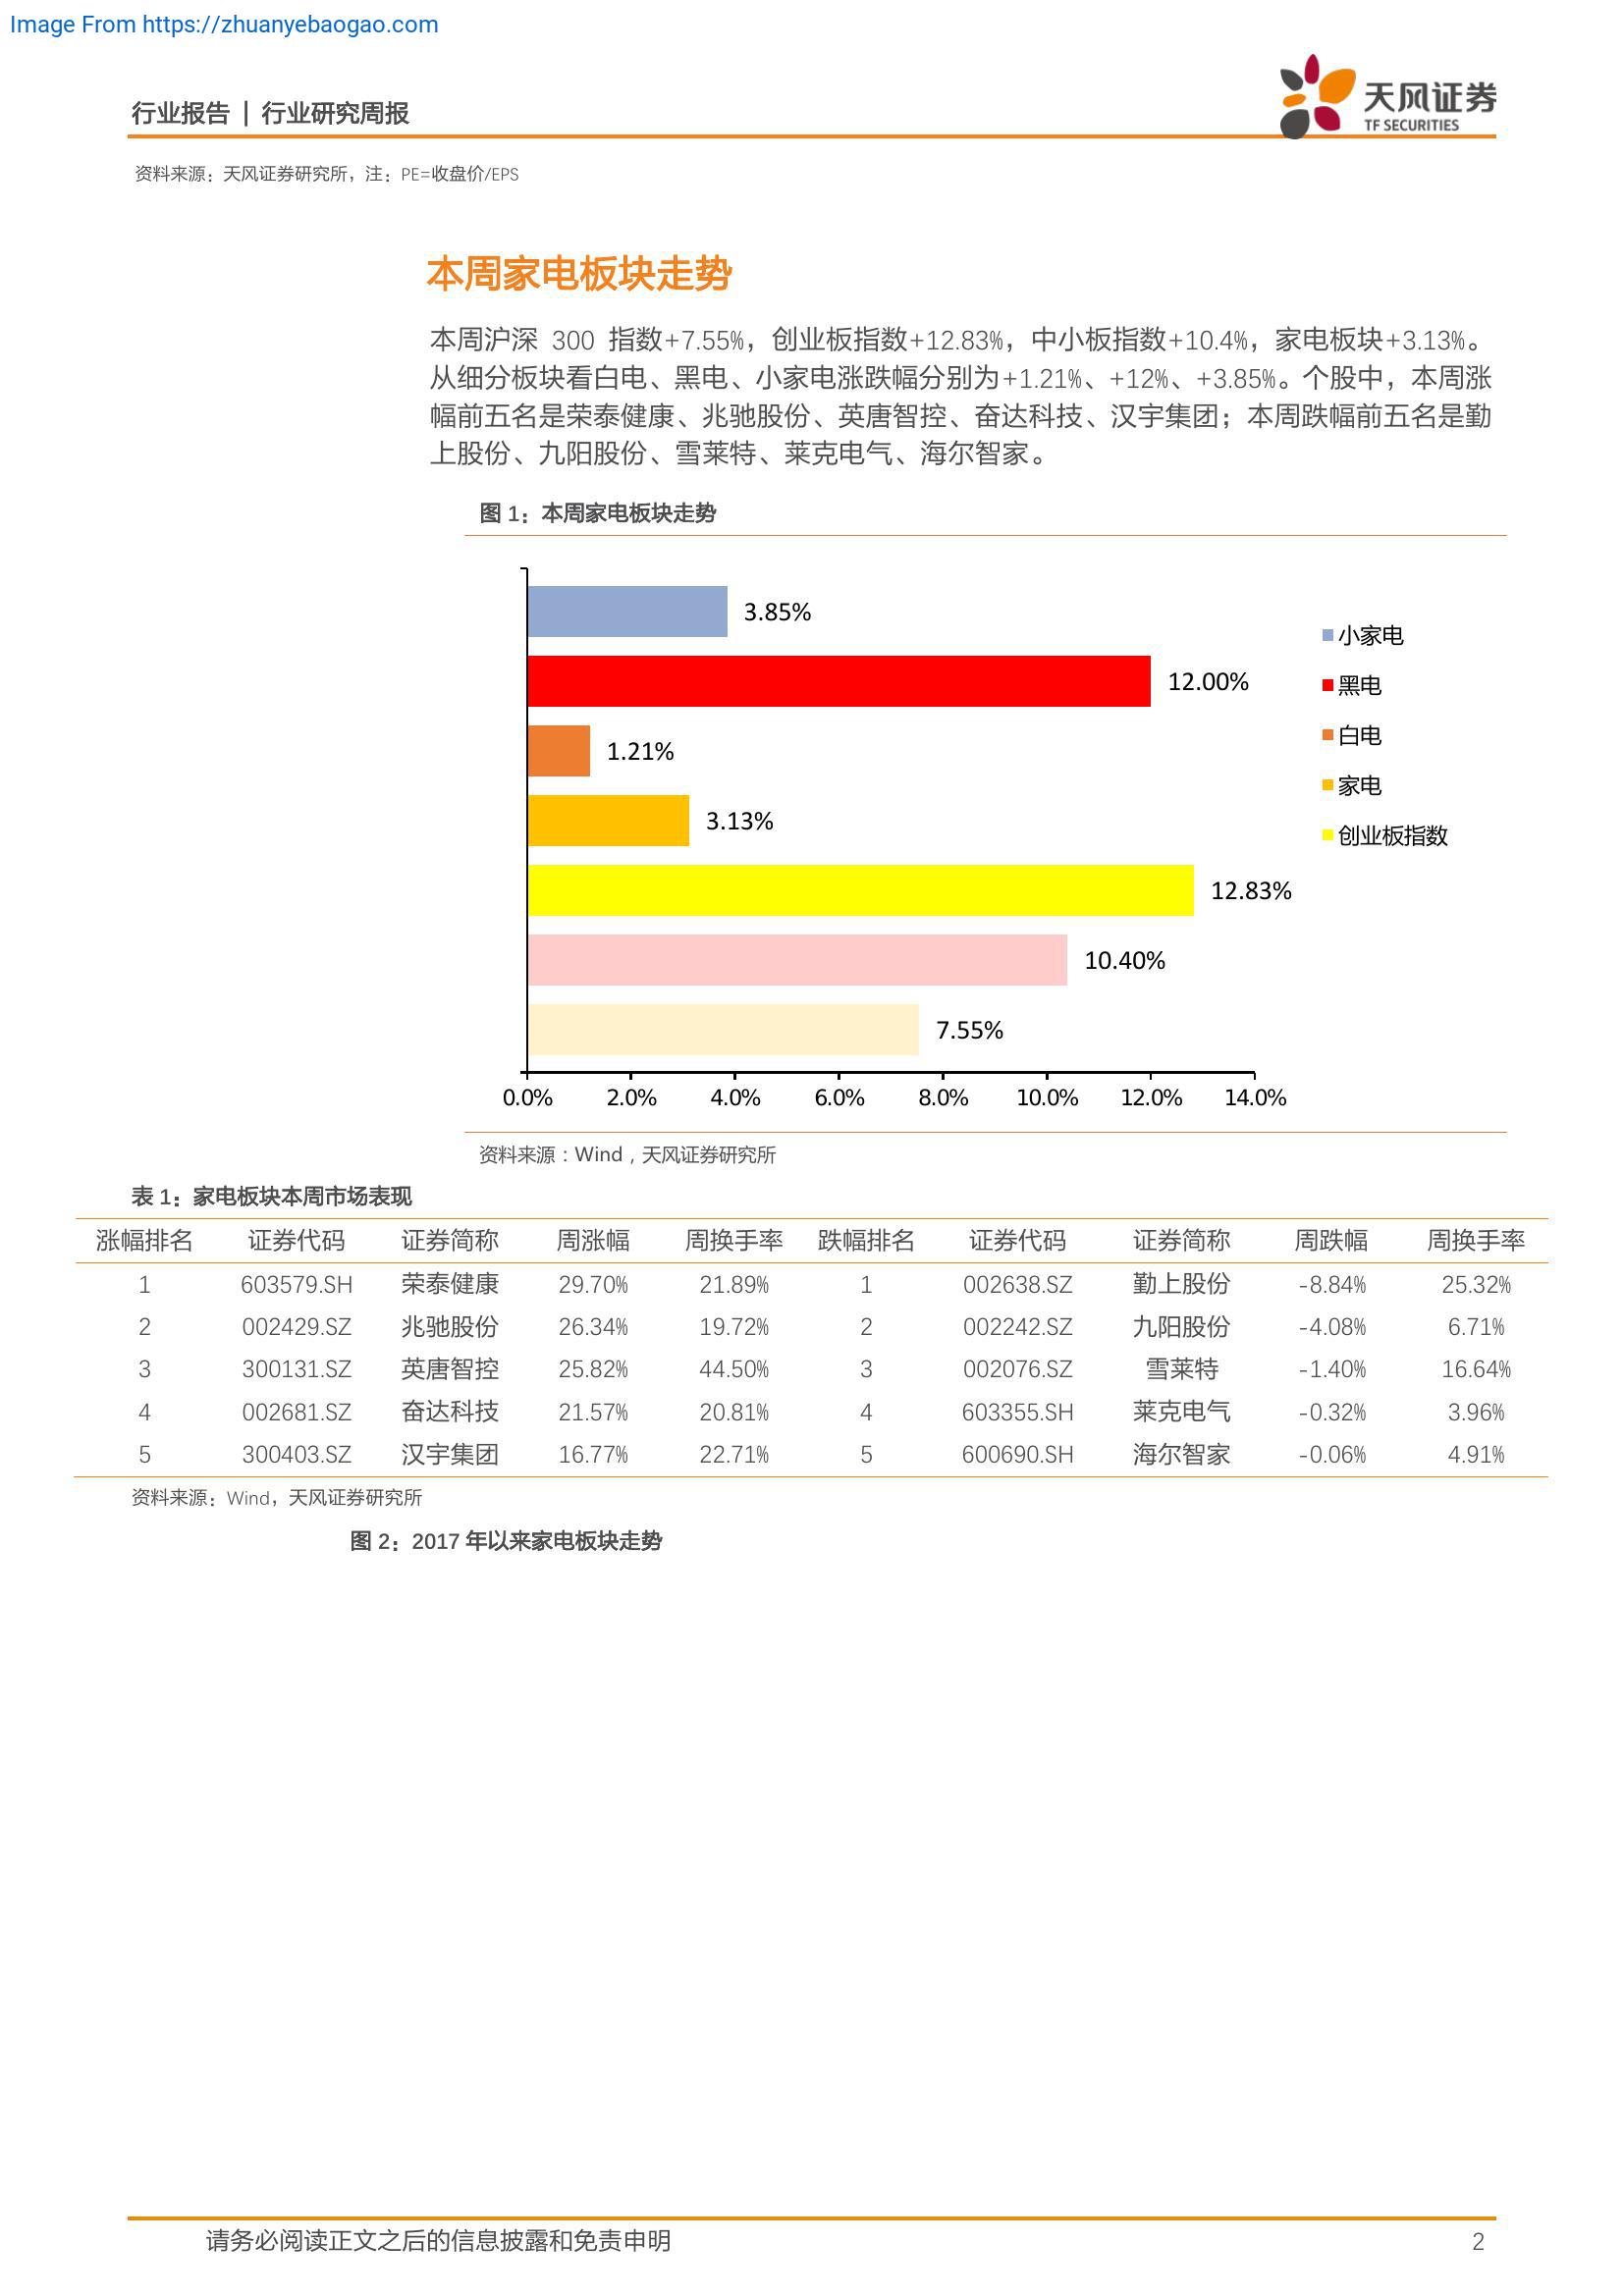 Image From https://zhuanyebaogao.com
行业报告 | 行业研究周报
天风证券
TF SECURITIES
资料来源：天风证券研究所，注：PE=收盘价/EPS
本周家电板块走势
本周沪深 300 指数+7.55%，创业板指数+12.83%，中小板指数+10.4%，家电板块+3.13%。
从细分板块看白电、黑电、小家电涨跌幅分别为+1.21%、+12%、+3.85%。个股中，本周涨
幅前五名是荣泰健康、兆驰股份、英唐智控、奋达科技、汉宇集团；本周跌幅前五名是勤
上股份、九阳股份、雪莱特、莱克电气、海尔智家。
图 1：本周家电板块走势
3.85%
12.00%
1.21%
3.13%
12.83%
10.40%
7.55%
小家电
黑电
白电
家电
创业板指数
0.0% 2.0% 4.0% 6.0% 8.0% 10.0% 12.0% 14.0%
资料来源：Wind，天风证券研究所
表 1：家电板块本周市场表现
涨幅排名 证券代码 证券简称 周涨幅 周换手率 跌幅排名 证券代码 证券简称 周跌幅 周换手率
1 603579.SH 荣泰健康 29.70% 21.89% 1 002638.SZ 勤上股份 -8.84% 25.32%
2 002429.SZ 兆驰股份 26.34% 19.72% 2 002242.SZ 九阳股份 -4.08% 6.71%
3 300131.SZ 英唐智控 25.82% 44.50% 3 002076.SZ 雪莱特 -1.40% 16.64%
4 002681.SZ 奋达科技 21.57% 20.81% 4 603355.SH 莱克电气 -0.32% 3.96%
5 300403.SZ 汉宇集团 16.77% 22.71% 5 600690.SH 海尔智家 -0.06% 4.91%
资料来源：Wind，天风证券研究所
图 2：2017 年以来家电板块走势
请务必阅读正文之后的信息披露和免责申明 2